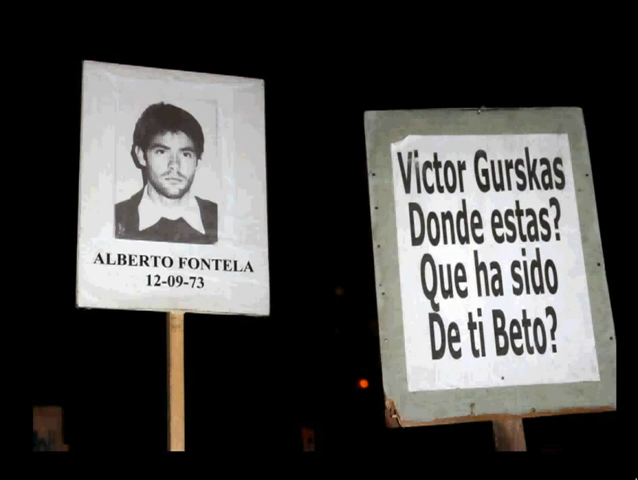 ALBERTO FONTELA
12-09-73
Victor Gurskas
Donde estas?
Que ha sido
De ti Beto?